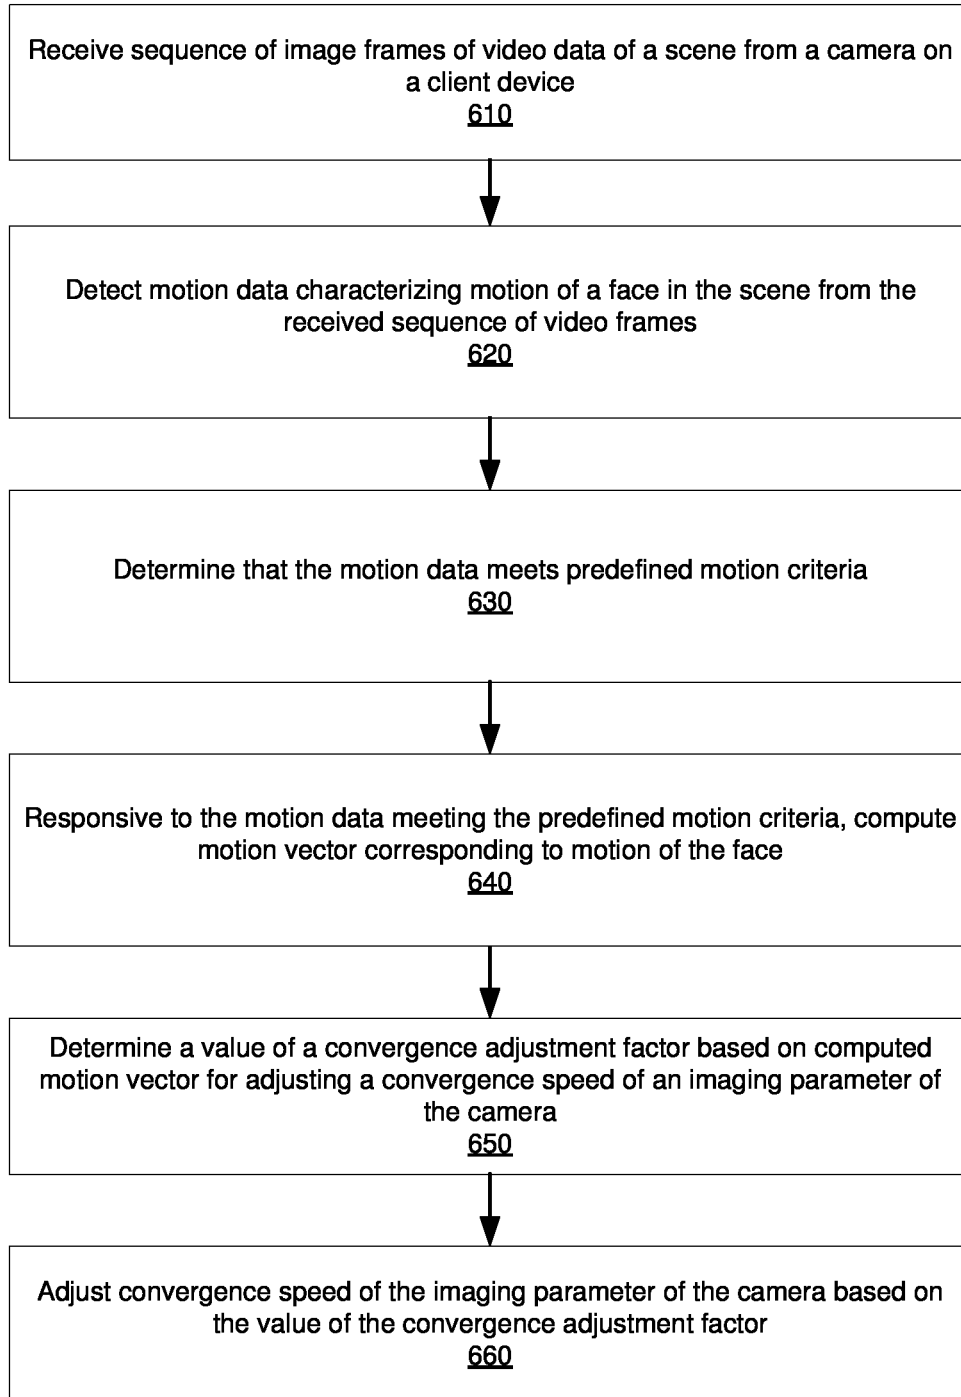 Receive sequence of image frames of video data of a scene from a camera on
a client device
610
Detect motion data characterizing motion of a face in the scene from the
received sequence of video frames
620
Determine that the motion data meets predefined motion criteria
630
Responsive to the motion data meeting the predefined motion criteria, compute
motion vector corresponding to motion of the face
640
Determine a value of a convergence adjustment factor based on computed
motion vector for adjusting a convergence speed of an imaging parameter of
the camera
650
Adjust convergence speed of the imaging parameter of the camera based on
the value of the convergence adjustment factor
660